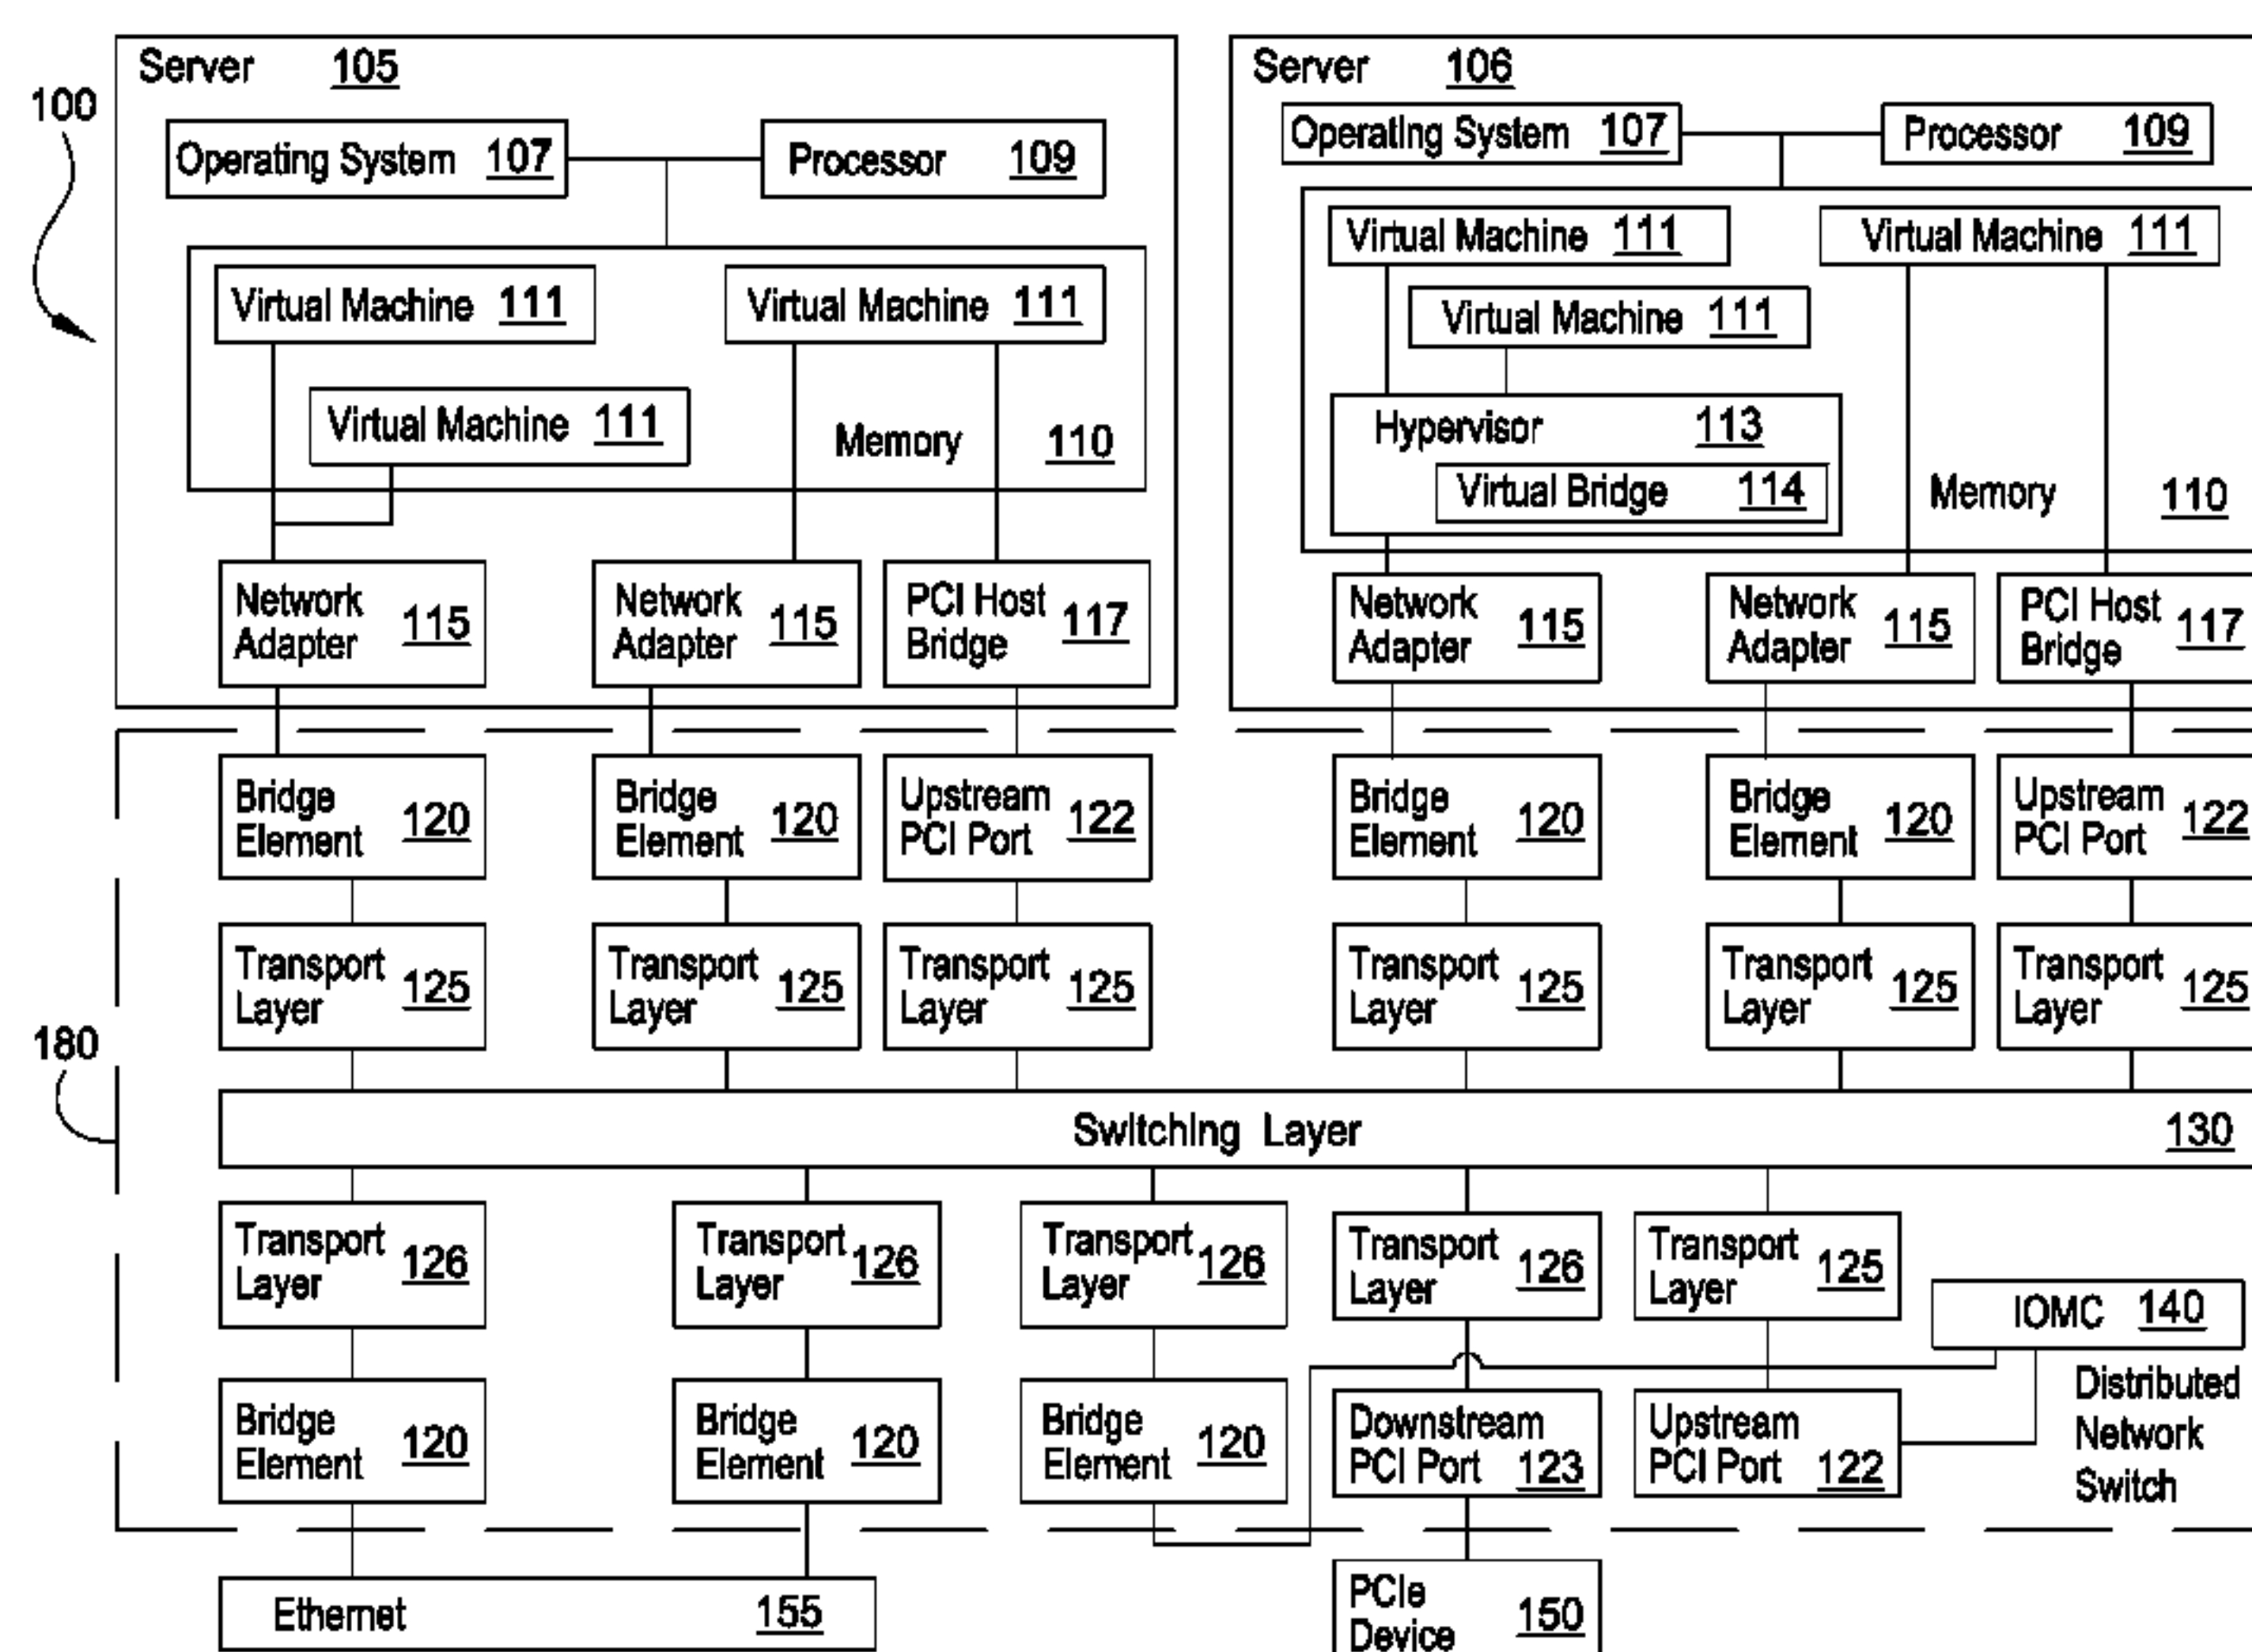 100
Server 105
Operating System 107
Processor 109
Virtual Machine 111
Virtual Machine 111
Virtual Machine 111
Memory 110
Network
Adapter 115
Network
Adapter 115
PCI Host
Bridge 117
Server 106
Operating System 107
Processor 109
Virtual Machine 111
Virtual Machine 111
Virtual Machine 111
Hypervisor 113
Virtual Bridge 114
Memory 110
Network
Adapter 115
Network
Adapter 115
PCI Host
Bridge 117
180
Bridge
Element 120
Bridge
Element 120
Upstream
PCI Port 122
Bridge
Element 120
Bridge
Element 120
Upstream
PCI Port 122
Transport
Layer 125
Transport
Layer 125
Transport
Layer 125
Transport
Layer 125
Transport
Layer 125
Transport
Layer 125
Switching Layer 130
Transport
Layer 126
Transport
Layer 126
Transport
Layer 126
Transport
Layer 126
Transport
Layer 125
IOMC 140
Bridge
Element 120
Bridge
Element 120
Bridge
Element 120
Downstream
PCI Port 123
Upstream
PCI Port 122
Distributed
Network
Switch
Ethernet 155
PCIe
Device 150